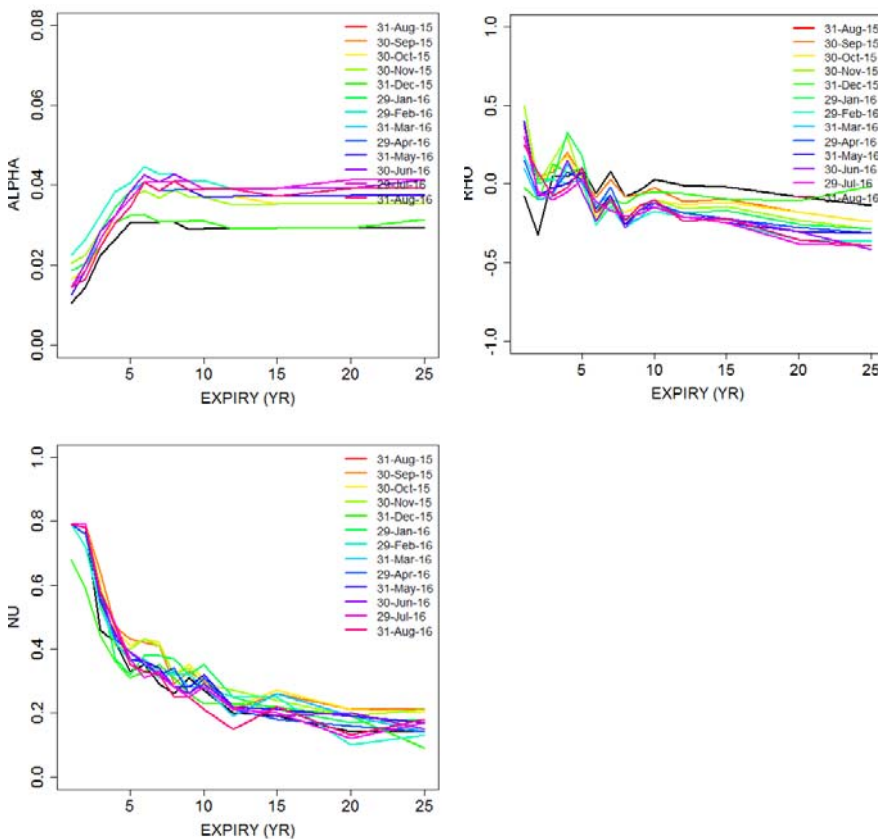 0.08
0.06
0.04
0.02
0.00
ALPHA
31-Aug-15
30-Sep-15
30-Oct-15
30-Nov-15
31-Dec-15
29-Jan-16
29-Feb-16
31-Mar-16
29-Apr-16
31-May-16
30-Jun-16
29-Jul-16
31-Aug-16
5 10 15 20 25
EXPIRY (YR)
1.0
0.5
0.0
-0.5
-1.0
RHO
31-Aug-15
30-Sep-15
30-Oct-15
30-Nov-15
31-Dec-15
29-Jan-16
29-Feb-16
31-Mar-16
29-Apr-16
31-May-16
30-Jun-16
29-Jul-16
31-Aug-16
5 10 15 20 25
EXPIRY (YR)
1.0
0.8
0.6
0.4
0.2
0.0
NU
31-Aug-15
30-Sep-15
30-Oct-15
30-Nov-15
31-Dec-15
29-Jan-16
29-Feb-16
31-Mar-16
29-Apr-16
31-May-16
30-Jun-16
29-Jul-16
31-Aug-16
5 10 15 20 25
EXPIRY (YR)